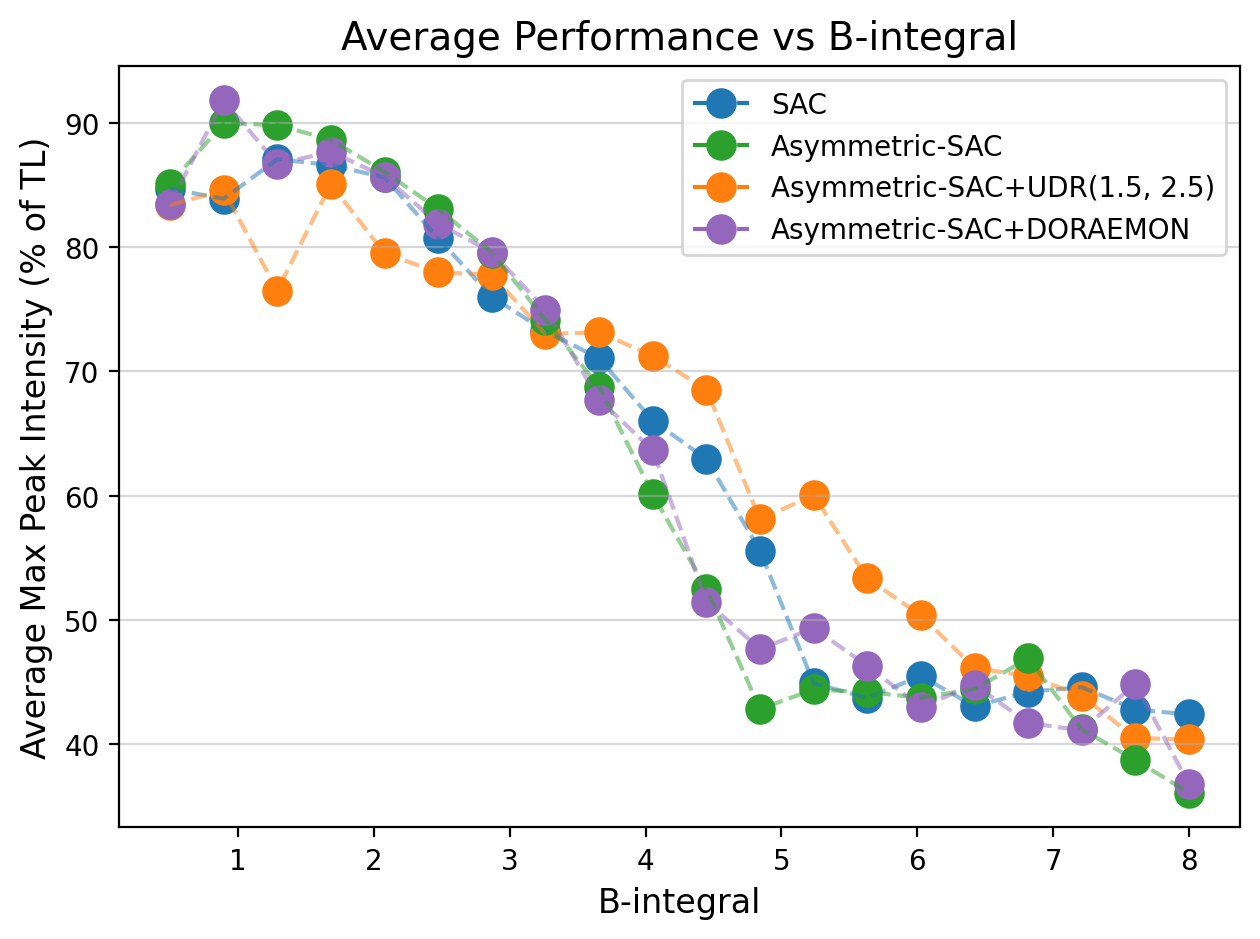 Average Performance vs B-integral
SAC
Asymmetric-SAC
Asymmetric-SAC+UDR(1.5, 2.5)
Asymmetric-SAC+DORAEMON
Average Max Peak Intensity (% of TL)
90
80
70
60
50
40
1 2 3 4 5 6 7 8
B-integral